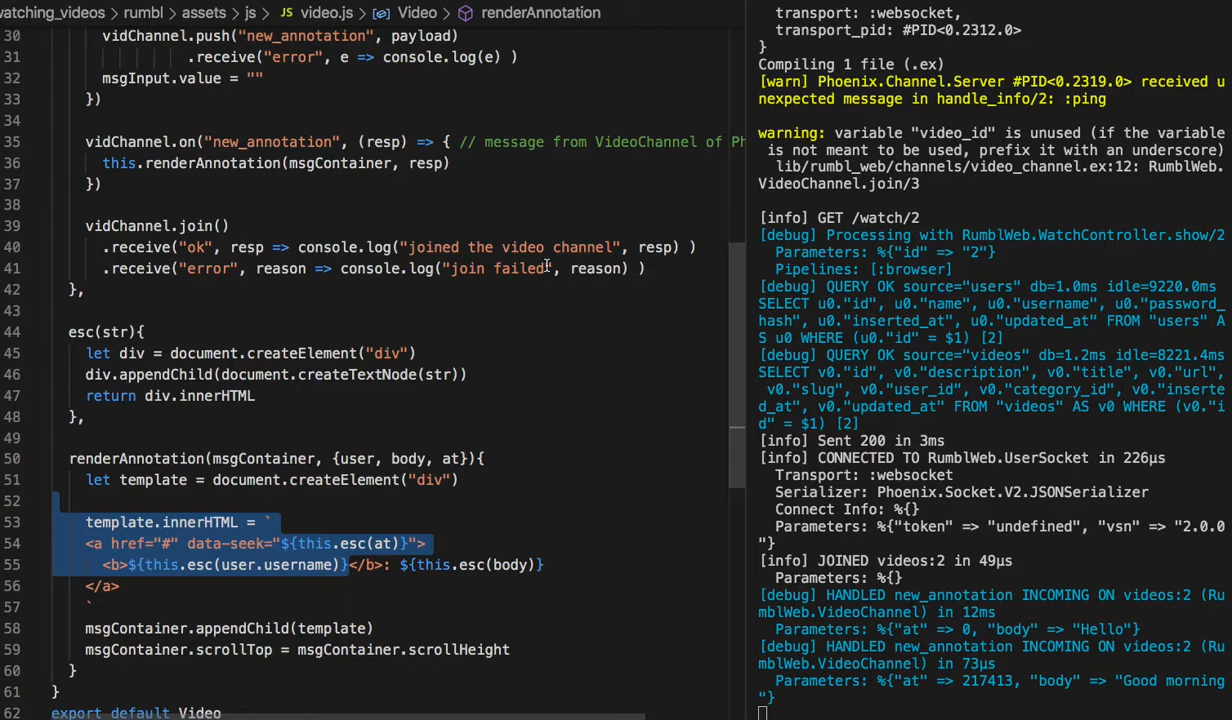 watching_videos > rumbl > assets > js > JS video.js > Video > renderAnnotation
30 vidChannel.push("new_annotation", payload)
31 .receive("error", e => console.log(e) )
32 msgInput.value = ""
33 })
34
35 vidChannel.on("new_annotation", (resp) => { // message from VideoChannel of Ph
36 this.renderAnnotation(msgContainer, resp)
37 })
38
39 vidChannel.join()
40 .receive("ok", resp => console.log("joined the video channel", resp) )
41 .receive("error", reason => console.log("join failed", reason) )
42 },
43
44 esc(str){
45 let div = document.createElement("div")
46 div.appendChild(document.createTextNode(str))
47 return div.innerHTML
48 },
49
50 renderAnnotation(msgContainer, {user, body, at}){
51 let template = document.createElement("div")
52
53 template.innerHTML = `
54 <a href="#" data-seek="${this.esc(at)}">
55 <b>${this.esc(user.username)}</b>: ${this.esc(body)}
56 </a>
57 `
58 msgContainer.appendChild(template)
59 msgContainer.scrollTop = msgContainer.scrollHeight
60 }
61 }
62 export default Video
transport: :websocket,
transport_pid: #PID<0.2312.0>
}
Compiling 1 file (.ex)
[warn] Phoenix.Channel.Server #PID<0.2319.0> received u
nexpected message in handle_info/2: :ping
warning: variable "video_id" is unused (if the variable
is not meant to be used, prefix it with an underscore)
lib/rumbl_web/channels/video_channel.ex:12: RumblWeb.
VideoChannel.join/3
[info] GET /watch/2
[debug] Processing with RumblWeb.WatchController.show/2
Parameters: %{"id" => "2"}
Pipelines: [:browser]
[debug] QUERY OK source="users" db=1.0ms idle=9220.0ms
SELECT u0."id", u0."name", u0."username", u0."password_
hash", u0."inserted_at", u0."updated_at" FROM "users" A
S u0 WHERE (u0."id" = $1) [2]
[debug] QUERY OK source="videos" db=1.2ms idle=8221.4ms
SELECT v0."id", v0."description", v0."title", v0."url",
v0."slug", v0."user_id", v0."category_id", v0."inserte
d_at", v0."updated_at" FROM "videos" AS v0 WHERE (v0."i
d" = $1) [2]
[info] Sent 200 in 3ms
[info] CONNECTED TO RumblWeb.UserSocket in 226µs
Transport: :websocket
Serializer: Phoenix.Socket.V2.JSONSerializer
Connect Info: %{}
Parameters: %{"token" => "undefined", "vsn" => "2.0.0
"}
[info] JOINED videos:2 in 49µs
Parameters: %{}
[debug] HANDLED new_annotation INCOMING ON videos:2 (Ru
mblWeb.VideoChannel) in 12ms
Parameters: %{"at" => 0, "body" => "Hello"}
[debug] HANDLED new_annotation INCOMING ON videos:2 (Ru
mblWeb.VideoChannel) in 73µs
Parameters: %{"at" => 217413, "body" => "Good morning
"}